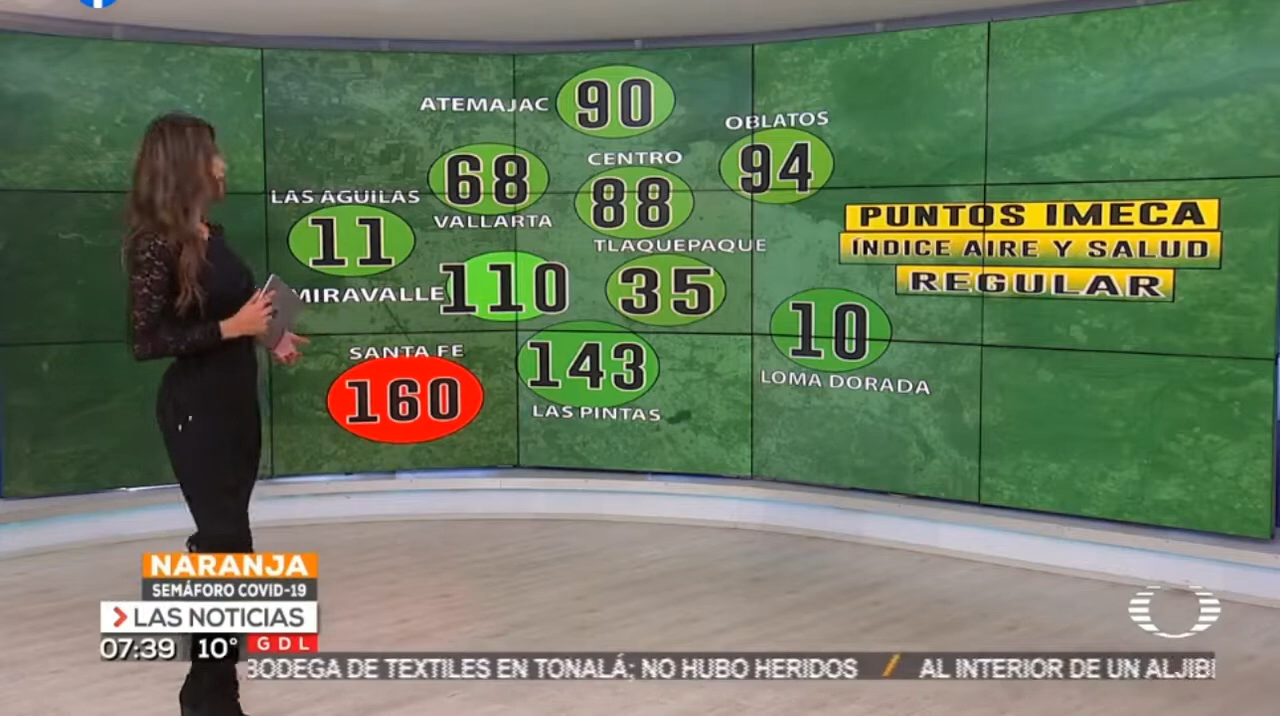 ATEMAJAC
90
OBLATOS
94
CENTRO
88
68
VALLARTA
LAS AGUILAS
11
TLAQUEPAQUE
35
MIRAVALLE
110
10
LOMA DORADA
SANTA FE
160
143
LAS PINTAS
PUNTOS IMECA
ÍNDICE AIRE Y SALUD
REGULAR
NARANJA
SEMÁFORO COVID-19
LAS NOTICIAS
07:39 10° GDL
BODEGA DE TEXTILES EN TONALÁ; NO HUBO HERIDOS / AL INTERIOR DE UN ALJIB